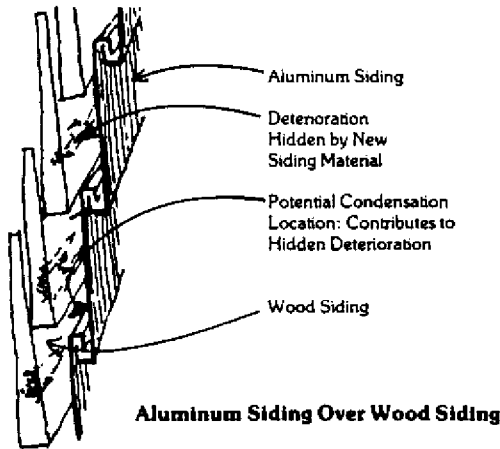 Aluminum Siding
Deterioration
Hidden by New
Siding Material
Potential Condensation
Location: Contributes to
Hidden Deterioration
Wood Siding
Aluminum Siding Over Wood Siding